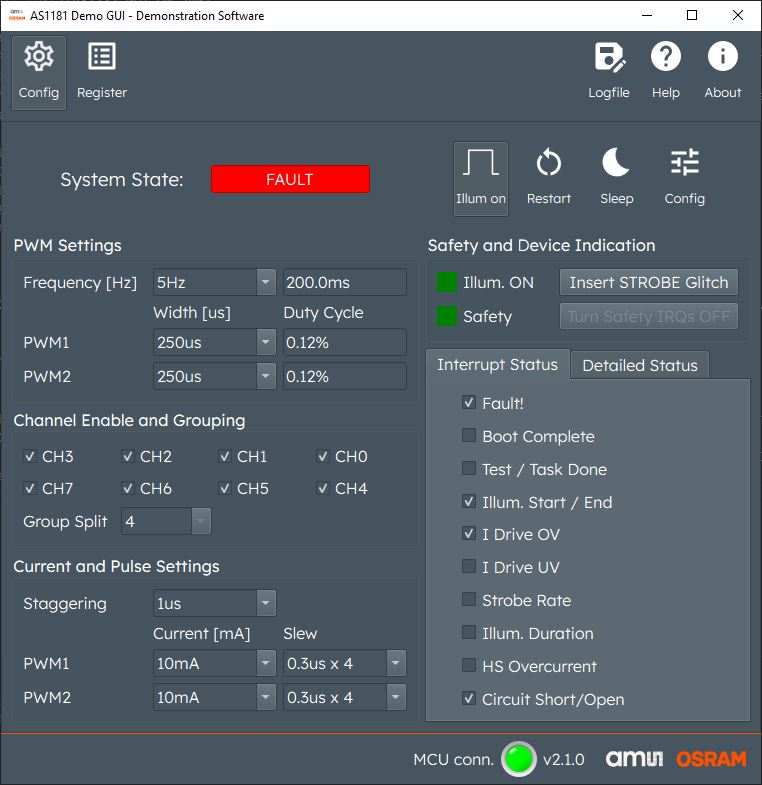 amu
OSRAM
AS1181 Demo GUI - Demonstration Software
Config
Register
Logfile
Help
About
System State:
FAULT
Illum on
Restart
Sleep
Config
PWM Settings
Frequency [Hz]
5Hz
200.0ms
Width [us]
Duty Cycle
PWM1
250us
0.12%
PWM2
250us
0.12%
Channel Enable and Grouping
CH3
CH2
CH1
CH0
CH7
CH6
CH5
CH4
Group Split
4
Current and Pulse Settings
Staggering
1us
Current [mA]
Slew
PWM1
10mA
0.3us x 4
PWM2
10mA
0.3us x 4
Safety and Device Indication
Illum. ON
Insert STROBE Glitch
Safety
Turn Safety IRQs OFF
Interrupt Status
Detailed Status
Fault!
Boot Complete
Test / Task Done
Illum. Start / End
I Drive OV
I Drive UV
Strobe Rate
Illum. Duration
HS Overcurrent
Circuit Short/Open
MCU conn.
v2.1.0
amu OSRAM